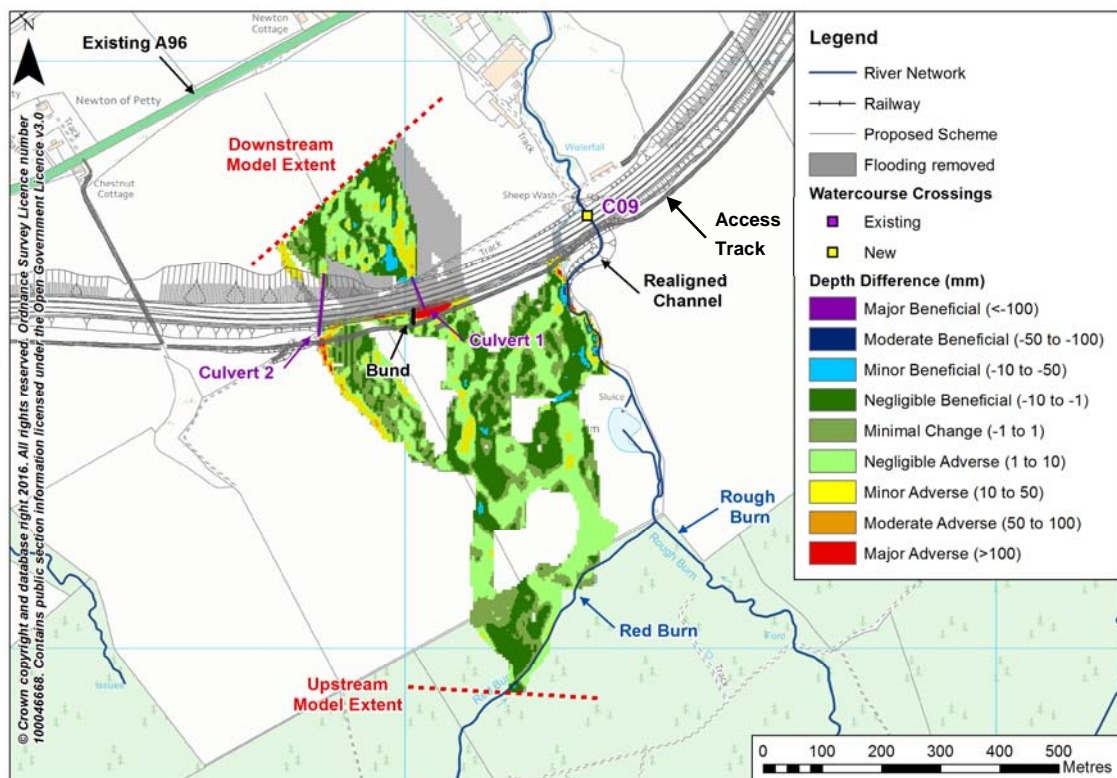 N
Newton
Cottage
Existing A96
Newton of Petty
Chestnut
Cottage
Downstream
Model Extent
Track
Waterfall
Sheep Wash
C09
Access
Track
Track
Realigned
Channel
Culvert 1
Bund
Culvert 2
Sluice
Rough
Burn
Rough Burn
Red Burn
Ford
Issues
Upstream
Model Extent
Legend
River Network
Railway
Proposed Scheme
Flooding removed
Watercourse Crossings
Existing
New
Depth Difference (mm)
Major Beneficial (<-100)
Moderate Beneficial (-50 to -100)
Minor Beneficial (-10 to -50)
Negligible Beneficial (-10 to -1)
Minimal Change (-1 to 1)
Negligible Adverse (1 to 10)
Minor Adverse (10 to 50)
Moderate Adverse (50 to 100)
Major Adverse (>100)
0 100 200 300 400 500
Metres
© Crown copyright and database right 2016. All rights reserved. Ordnance Survey Licence number
100046668. Contains public section information licensed under the Open Government Licence v3.0